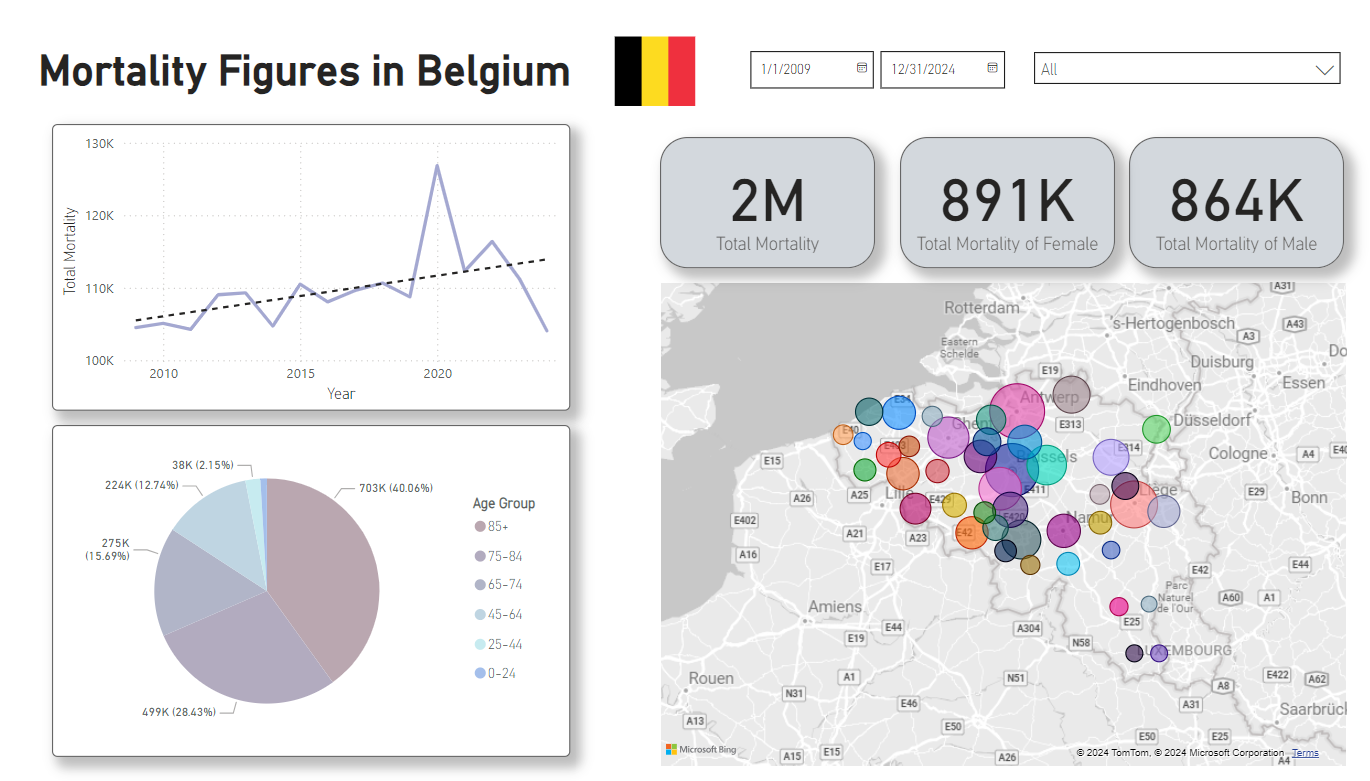 Mortality Figures in Belgium
1/1/2009
12/31/2024
All
130K
120K
110K
100K
Total Mortality
2010
2015
2020
Year
2M
Total Mortality
891K
Total Mortality of Female
864K
Total Mortality of Male
38K (2.15%)
224K (12.74%)
275K
(15.69%)
703K (40.06%)
499K (28.43%)
Age Group
85+
75–84
65–74
45–64
25–44
0–24
A31
Rotterdam
's-Hertogenbosch
A43
A3
Eastern
Schelde
Duisburg
Do
E19
Eindhoven
Essen
E34
Antwerp
Ghent
E313
Düsseldorf
E40
E403
E314
Cologne
A4
E40
E15
Brussels
Lille
A25
A26
E429
E411
Liège
E29
Bonn
E402
A21
A23
E42
E420
Namur
A16
E17
E42
E44
Parc
Naturel
de l'Our
A60
A1
Amiens
E44
E19
A304
N58
E25
LUXEMBOURG
Rouen
A1
N31
N51
E46
A8
E422
A62
A31
Saarbrüc
A13
E50
E50
E25
A15
E15
A26
A4
Microsoft Bing
© 2024 TomTom, © 2024 Microsoft Corporation Terms